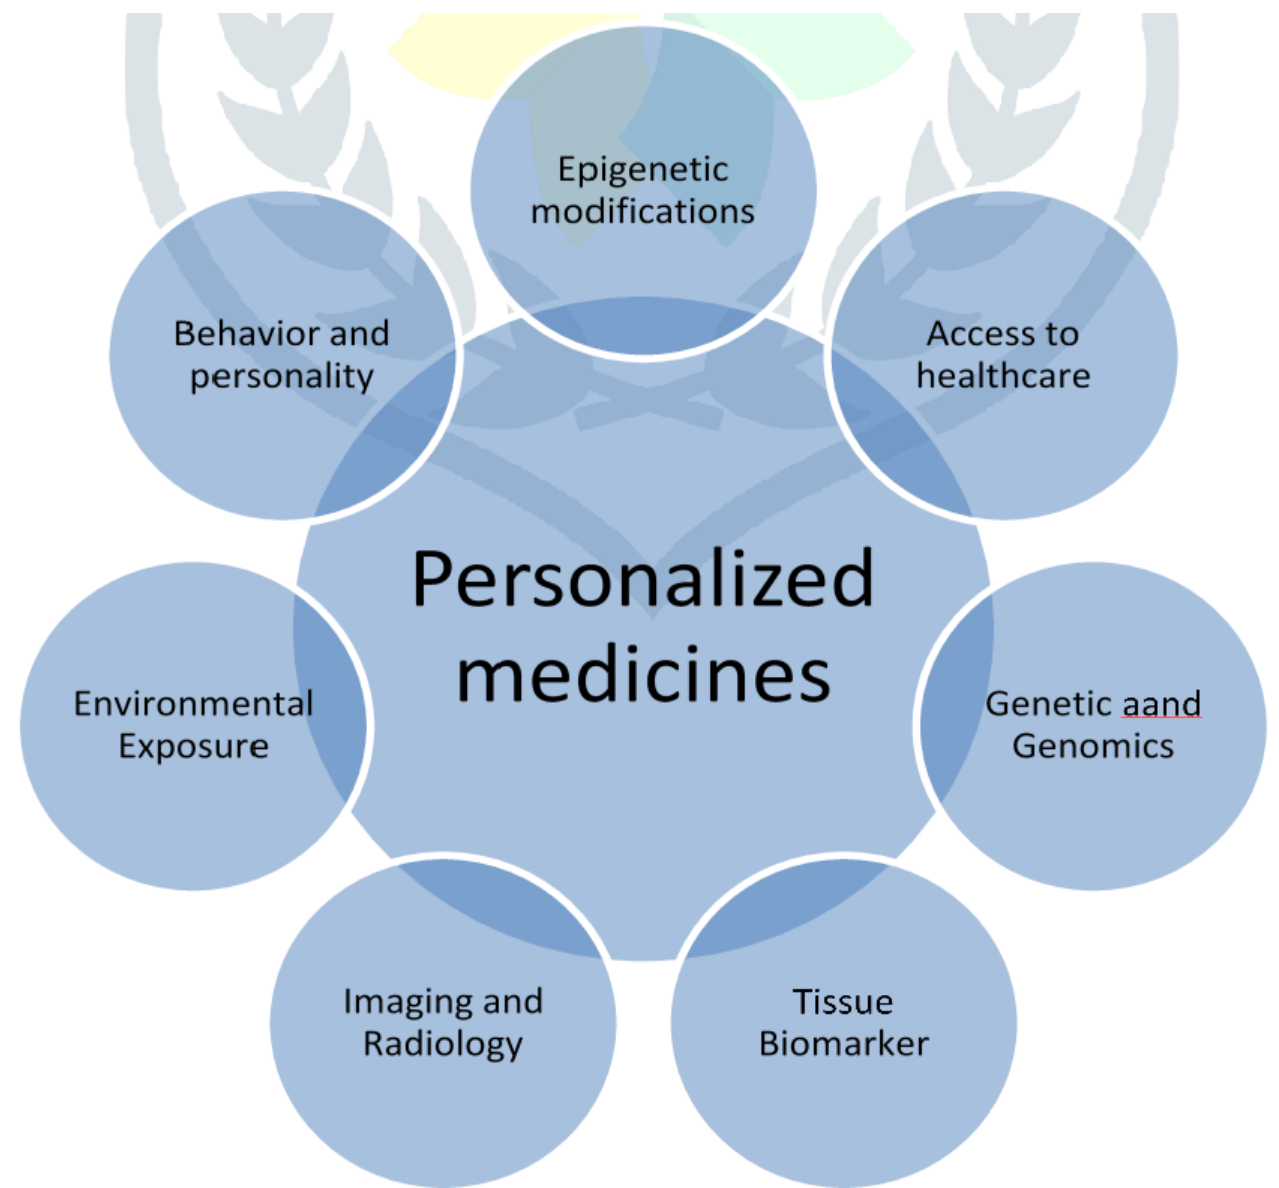 Epigenetic
modifications
Behavior and
personality
Access to
healthcare
Personalized
medicines
Environmental
Exposure
Genetic aand
Genomics
Imaging and
Radiology
Tissue
Biomarker